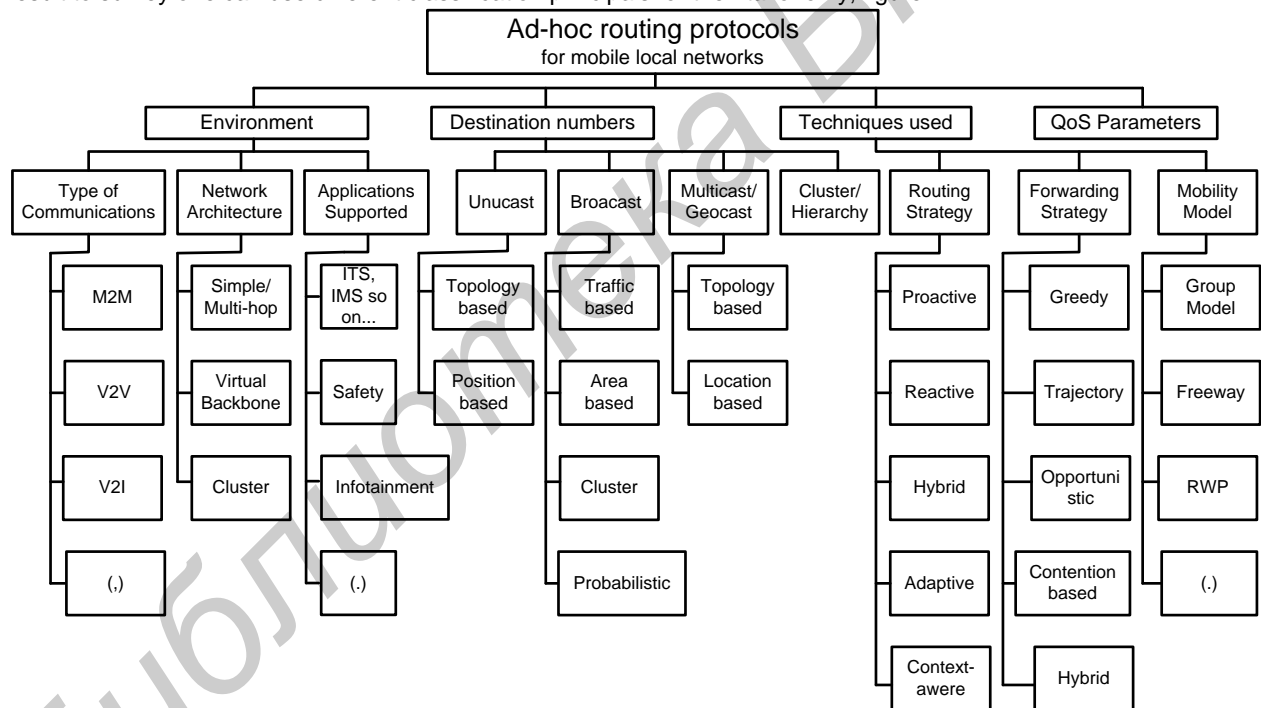 Ad-hoc routing protocols
for mobile local networks
Environment
Destination numbers
Techniques used
QoS Parameters
Type of
Communications
Network
Architecture
Applications
Supported
Unucast
Broacast
Multicast/
Geocast
Cluster/
Hierarchy
Routing
Strategy
Forwarding
Strategy
Mobility
Model
M2M
V2V
V2I
(,)
Simple/
Multi-hop
Virtual
Backbone
Cluster
ITS,
IMS so
on...
Safety
Infotainment
(.)
Topology
based
Position
based
Traffic
based
Area
based
Cluster
Probabilistic
Topology
based
Location
based
Proactive
Reactive
Hybrid
Adaptive
Context-
awere
Greedy
Trajectory
Opportuni
stic
Contention
based
Hybrid
Group
Model
Freeway
RWP
(.)